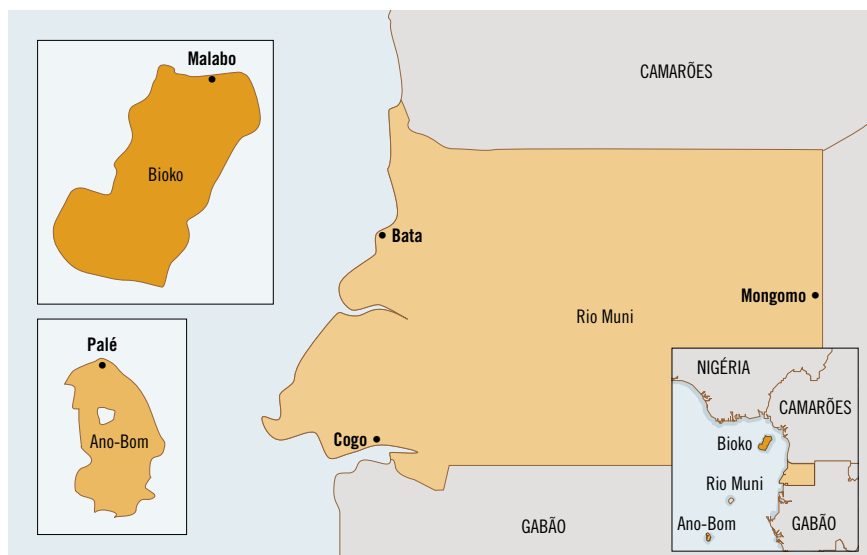 Malabo
Bioko
Palé
Ano-Bom
CAMARÕES
Bata
Mongomo
Rio Muni
Cogo
GABÃO
NIGÉRIA
CAMARÕES
Bioko
Rio Muni
Ano-Bom
GABÃO